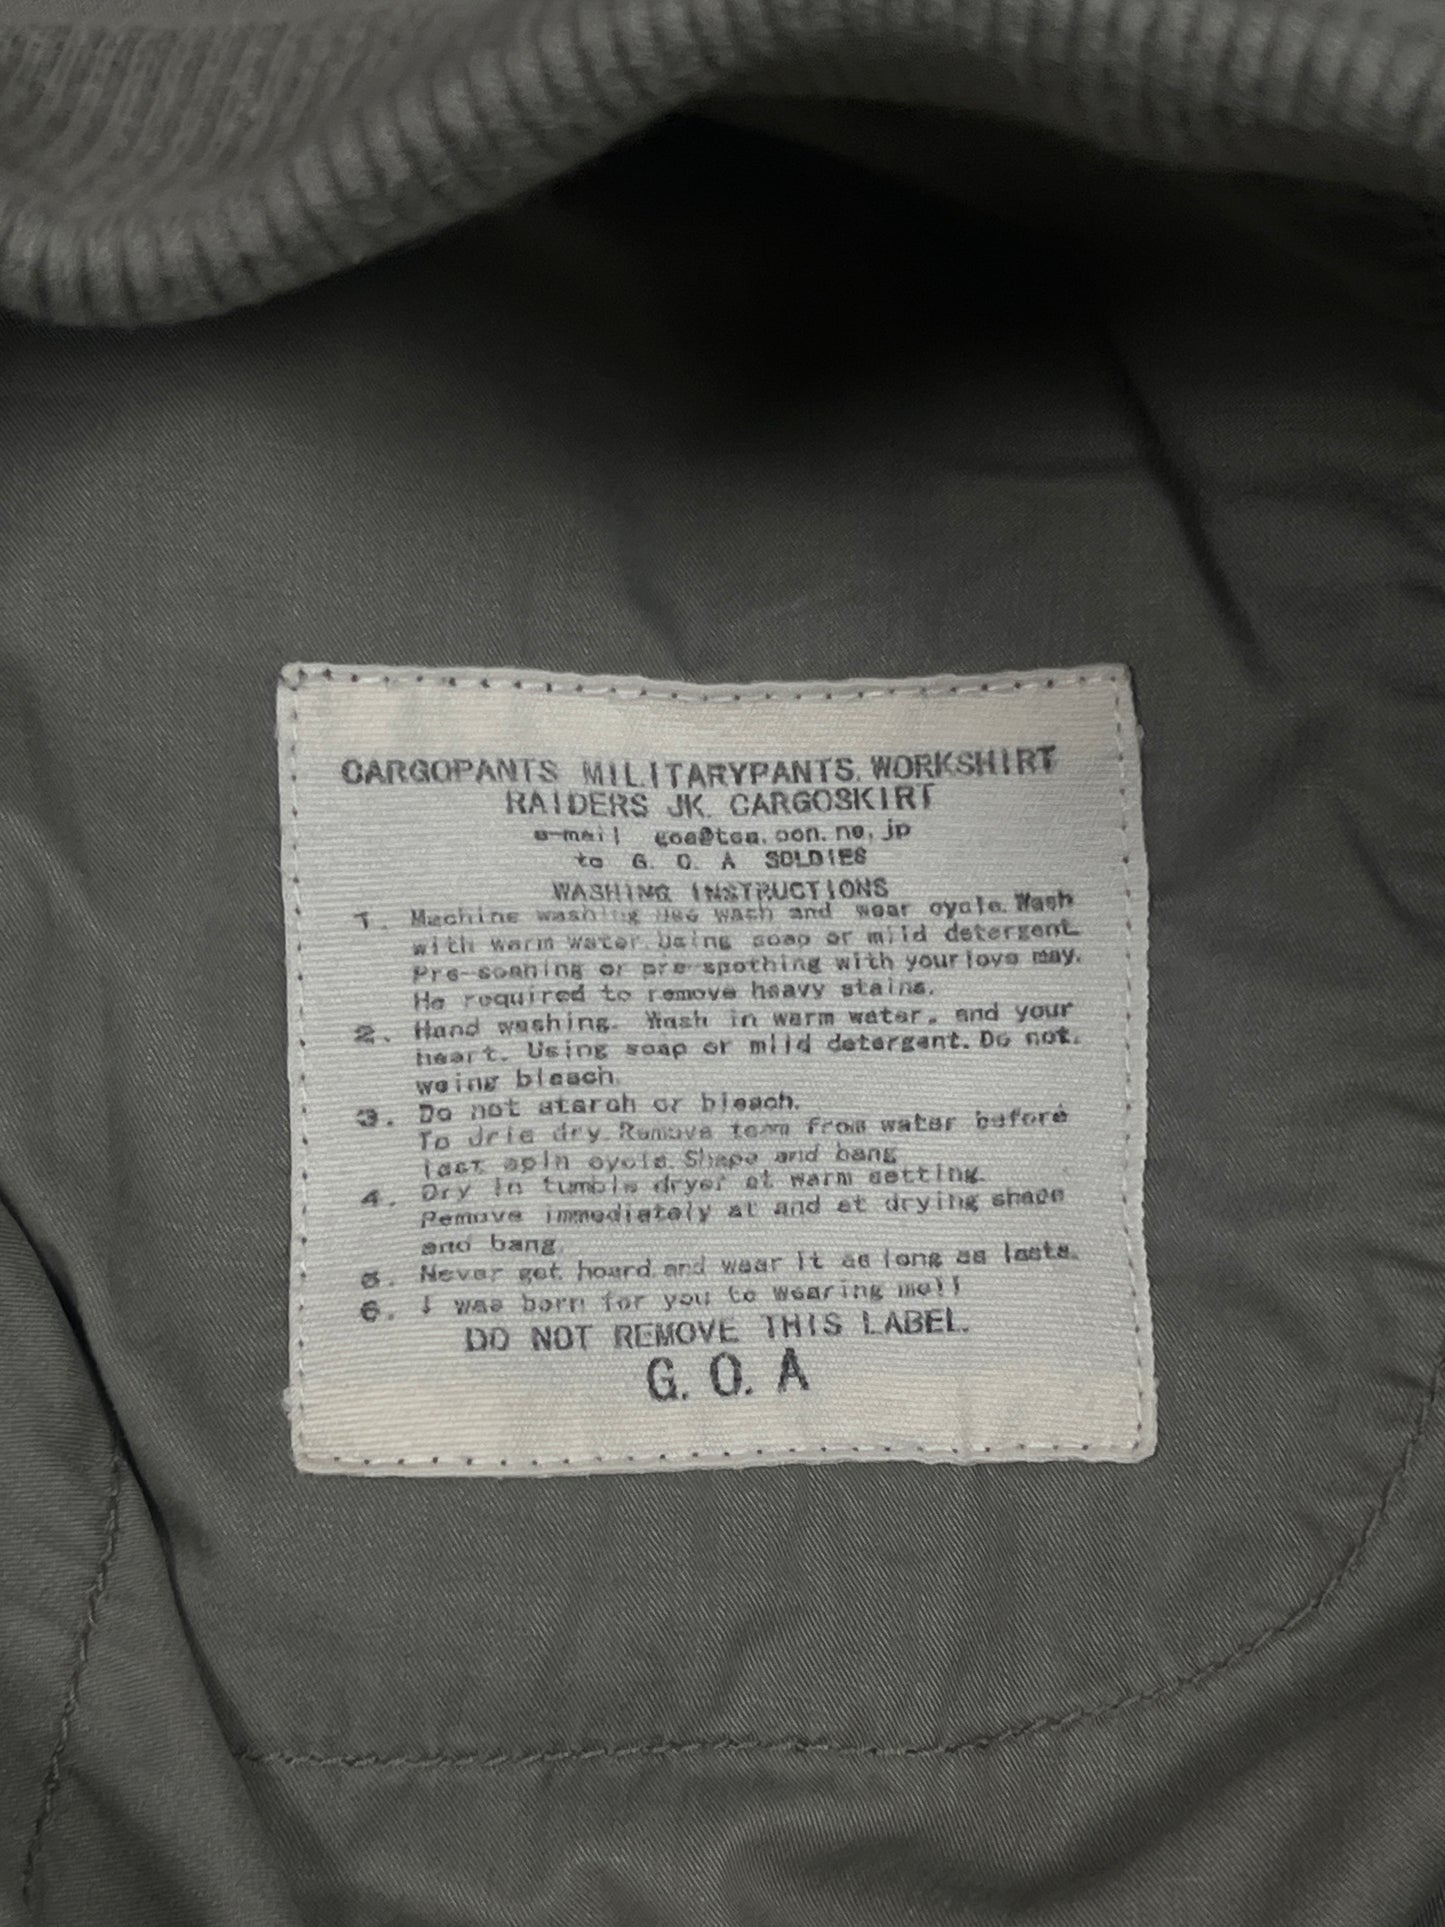 CARGOPANTS MILITARYPANTS. WORKSHIRT
RAIDERS JK. CARGOSKIRT
e-mail goa@tea.ocn.ne.jp
to G. O. A SOLDIES
WASHING INSTRUCTIONS
1. Machine washing Use wash and wear cycle. Wash
with warm water. Using soap or mild detergent.
Pre-soaning or pre-spothing with your love may.
He required to remove heavy stains.
2. Hand washing. Wash in warm water, and your
heart. Using soap or mild detergent. Do not.
weing bleach.
3. Do not starch or bleach.
To drie dry. Remove team from water before
last spin cycle. Shape and bang
4. Dry in tumble dryer at warm setting.
Remove immediately at and at drying shape
and bang.
5. Never get hoard and wear it as long as lasts.
6. I was born for you to wearing me!!
DO NOT REMOVE THIS LABEL.
G. O. A